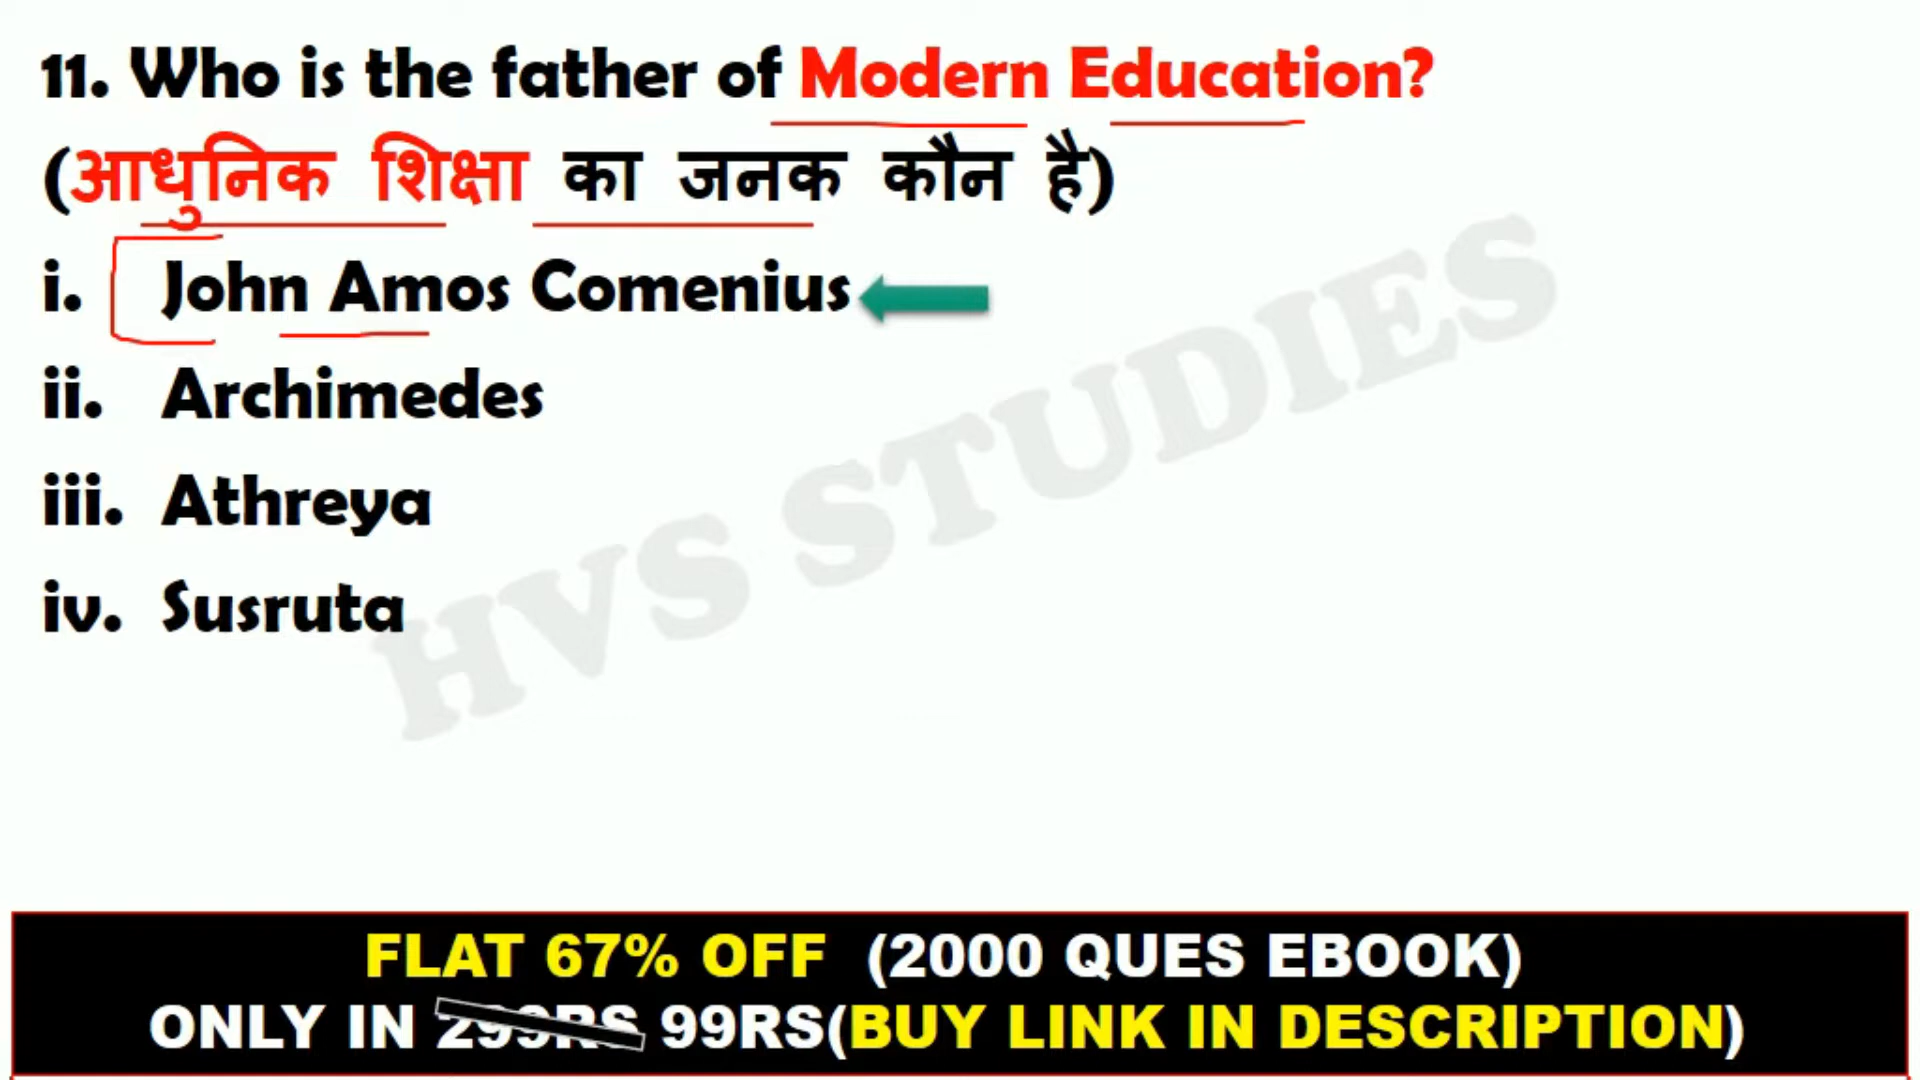 11. Who is the father of Modern Education?
(आधुनिक शिक्षा का जनक कौन है)
i. John Amos Comenius
ii. Archimedes
iii. Athreya
iv. Susruta
HVS STUDIES
FLAT 67% OFF (2000 QUES EBOOK)
ONLY IN 299RS 99RS(BUY LINK IN DESCRIPTION)